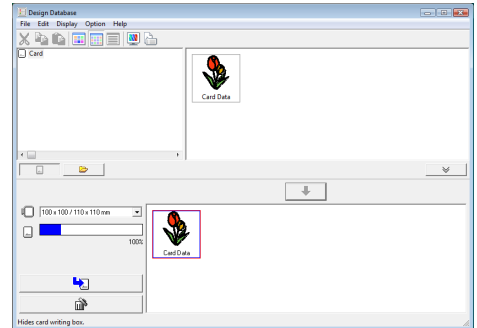 Design Database
File Edit Display Option Help
Card
Card Data
100 x 100 / 110 x 110 mm
100%
Card Data
Hides card writing box.